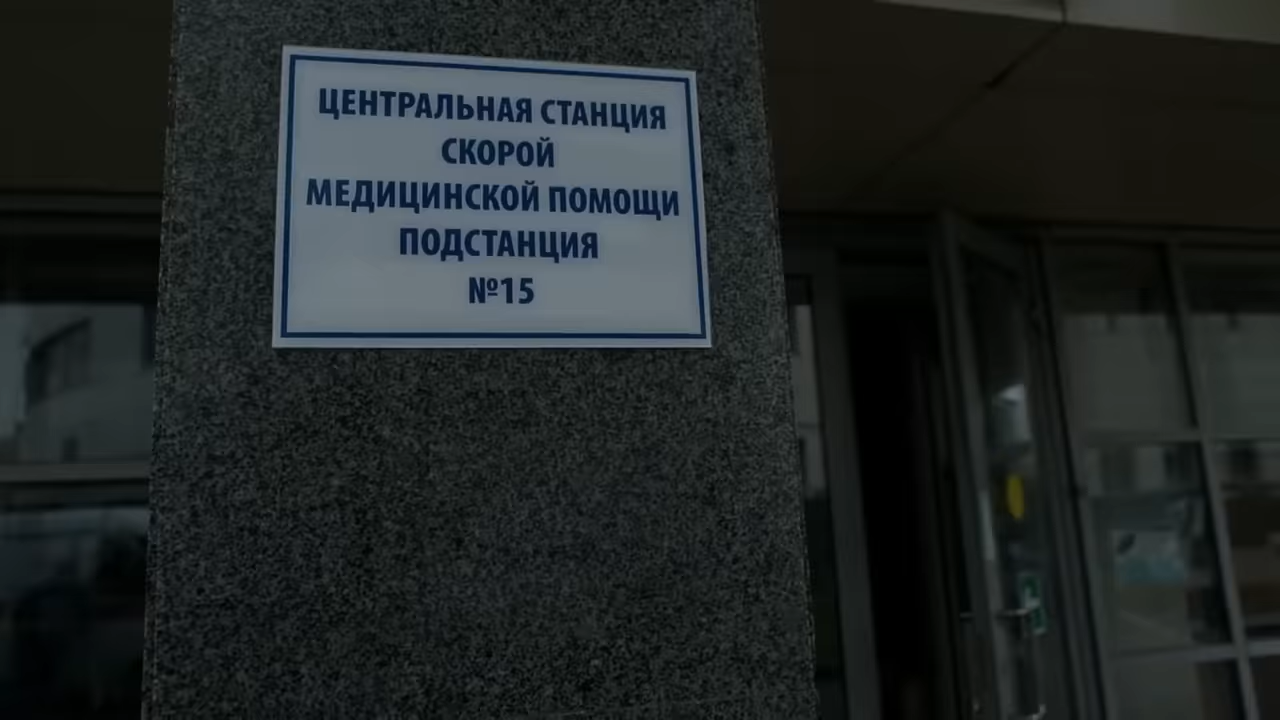 ЦЕНТРАЛЬНАЯ СТАНЦИЯ
СКОРОЙ
МЕДИЦИНСКОЙ ПОМОЩИ
ПОДСТАНЦИЯ
№15